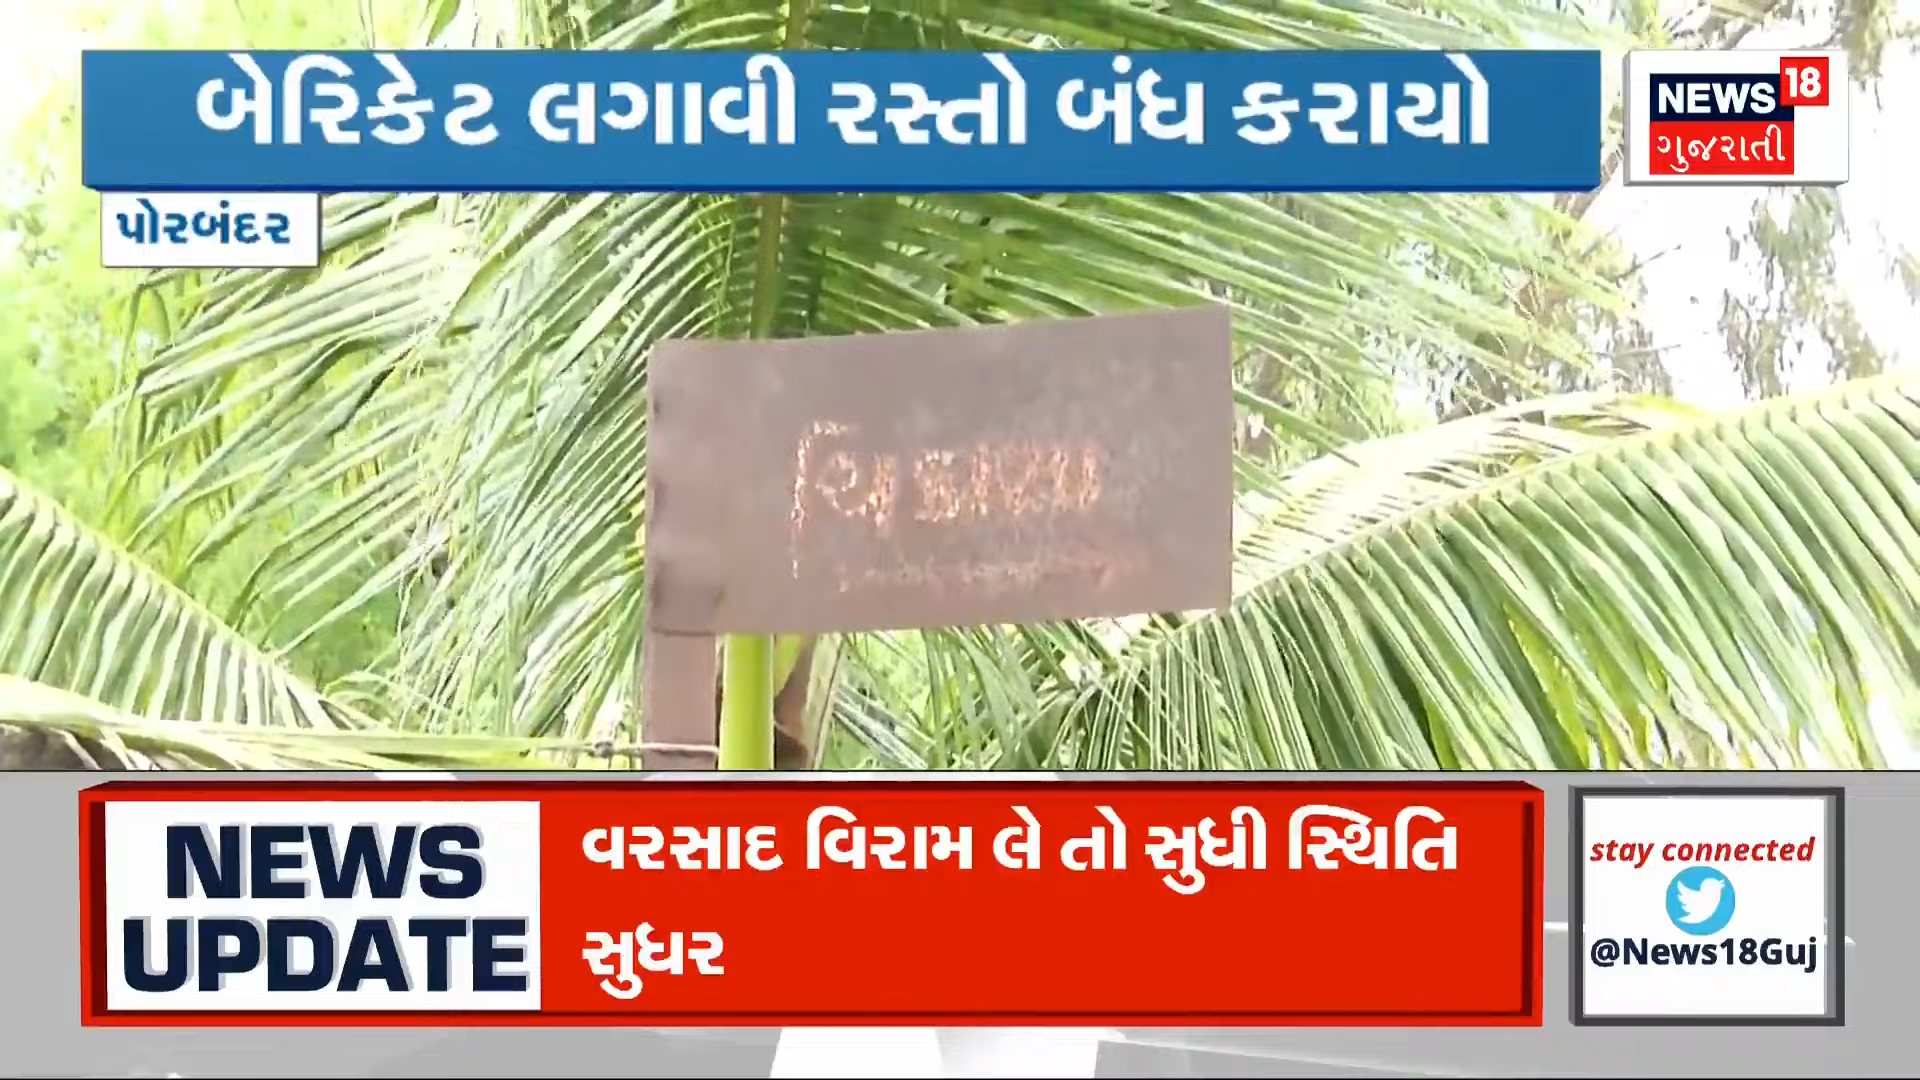 બેરિકેટ લગાવી રસ્તો બંધ કરાયો
NEWS 18
ગુજરાતી
પોરબંદર
NEWS
UPDATE
વરસાદ વિરામ લે તો સુધી સ્થિતિ
સુધર
stay connected
@News18Guj